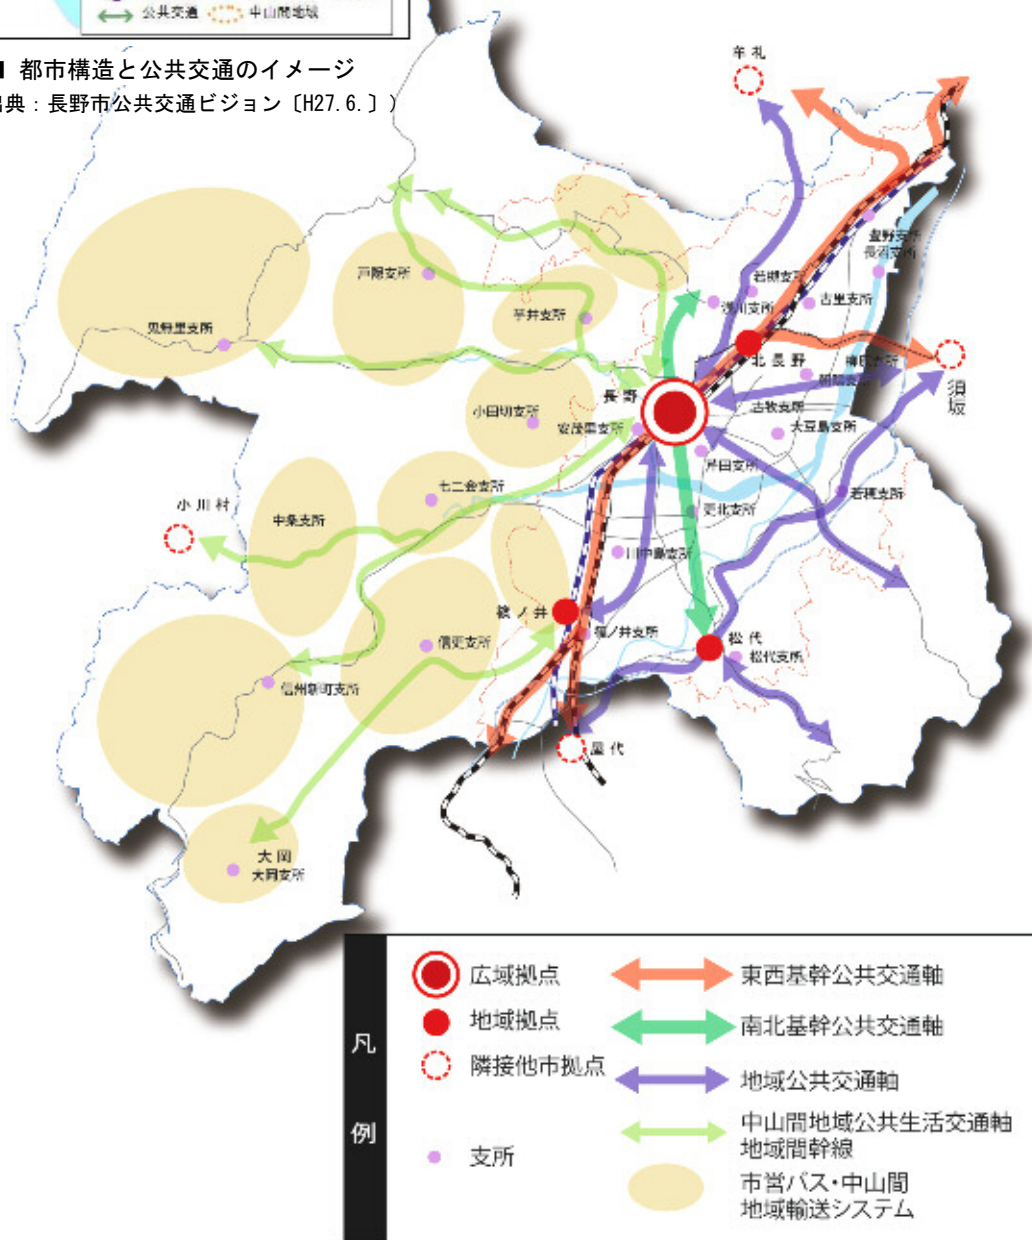 公共交通 中山間地域
都市構造と公共交通のイメージ
出典：長野市公共交通ビジョン〔H27.6.〕）
牟礼
豊野支所
長沼支所
戸隠支所
若槻支所
浅川支所
古里支所
芋井支所
鬼無里支所
北長野
柳原支所
朝陽支所
須坂
長野
古牧支所
小田切支所
安茂里支所
大豆島支所
芹田支所
七二会支所
若穂支所
小川村
中条支所
更北支所
川中島支所
篠ノ井
篠ノ井支所
信更支所
松代
松代支所
信州新町支所
屋代
大岡
大岡支所
凡例
広域拠点
東西基幹公共交通軸
地域拠点
南北基幹公共交通軸
隣接他市拠点
地域公共交通軸
中山間地域公共生活交通軸
地域間幹線
支所
市営バス・中山間
地域輸送システム